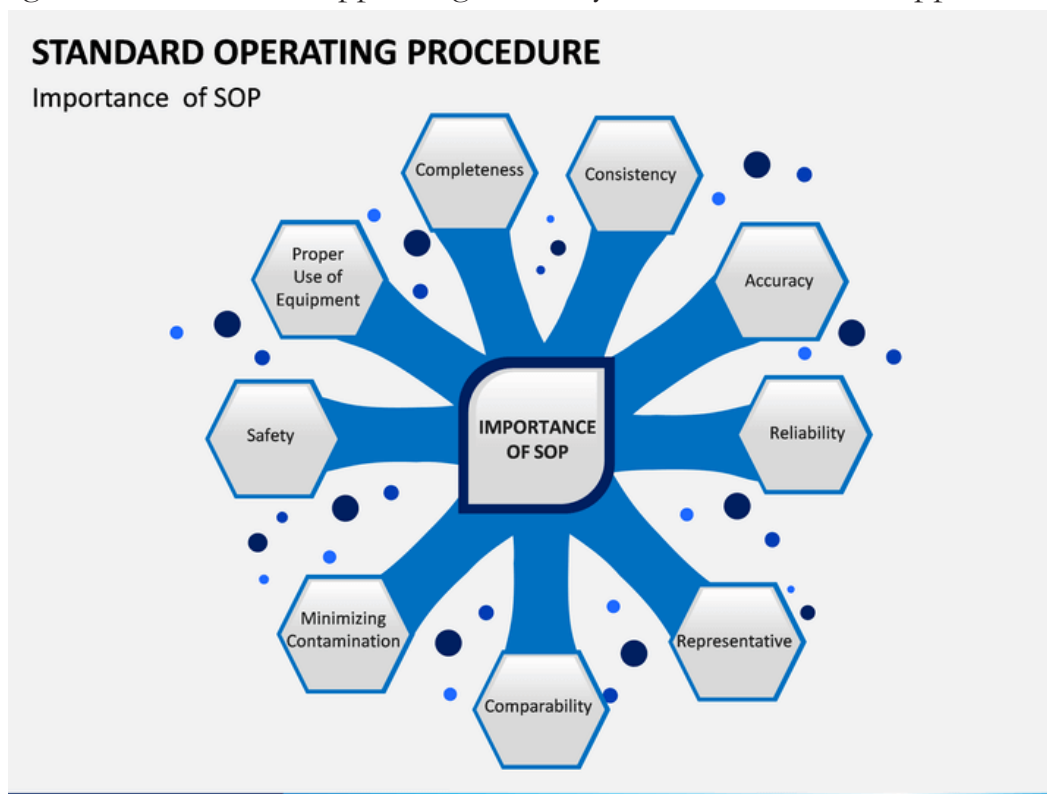 STANDARD OPERATING PROCEDURE
Importance of SOP
Completeness
Consistency
Proper
Use of
Equipment
Accuracy
Safety
IMPORTANCE
OF SOP
Reliability
Minimizing
Contamination
Representative
Comparability